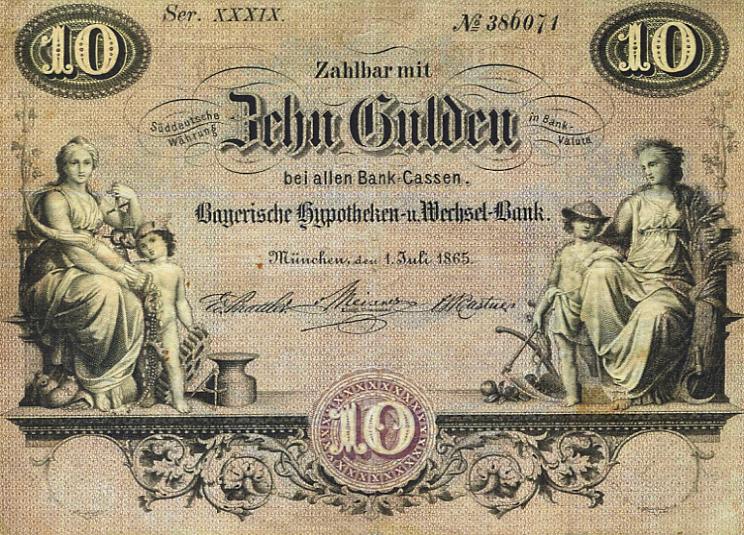 Ser. XXXIX. № 386071
10 10
Zahlbar mit
Süddeutsche Währung Zehn Gulden in Bank-Valuta
bei allen Bank-Cassen.
Bayerische Hypotheken-u. Wechsel-Bank.
München, den 1. Juli 1865.
10